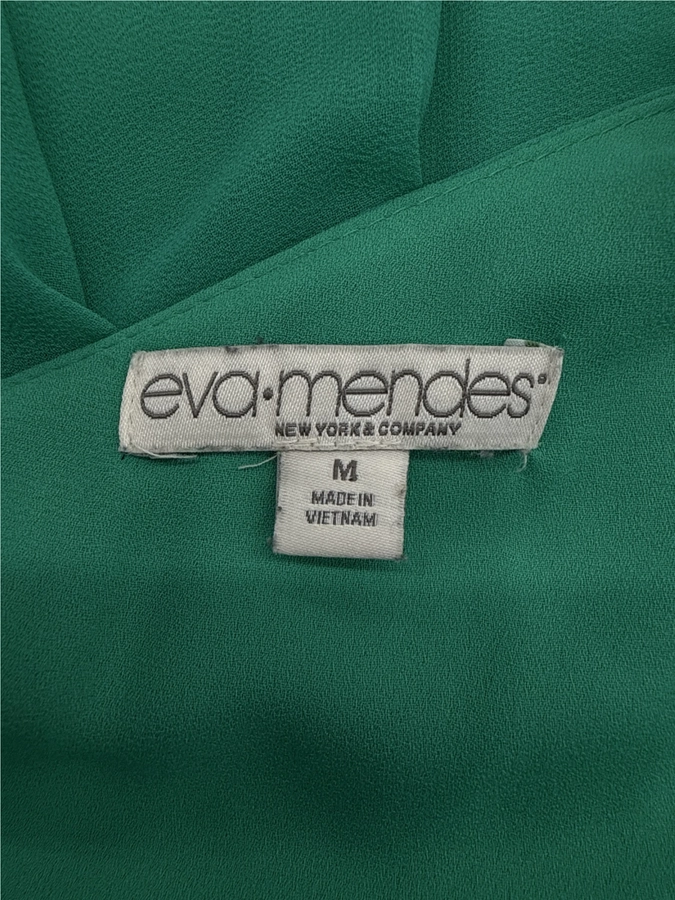 eva•mendes®
NEW YORK & COMPANY
M
MADE IN
VIETNAM